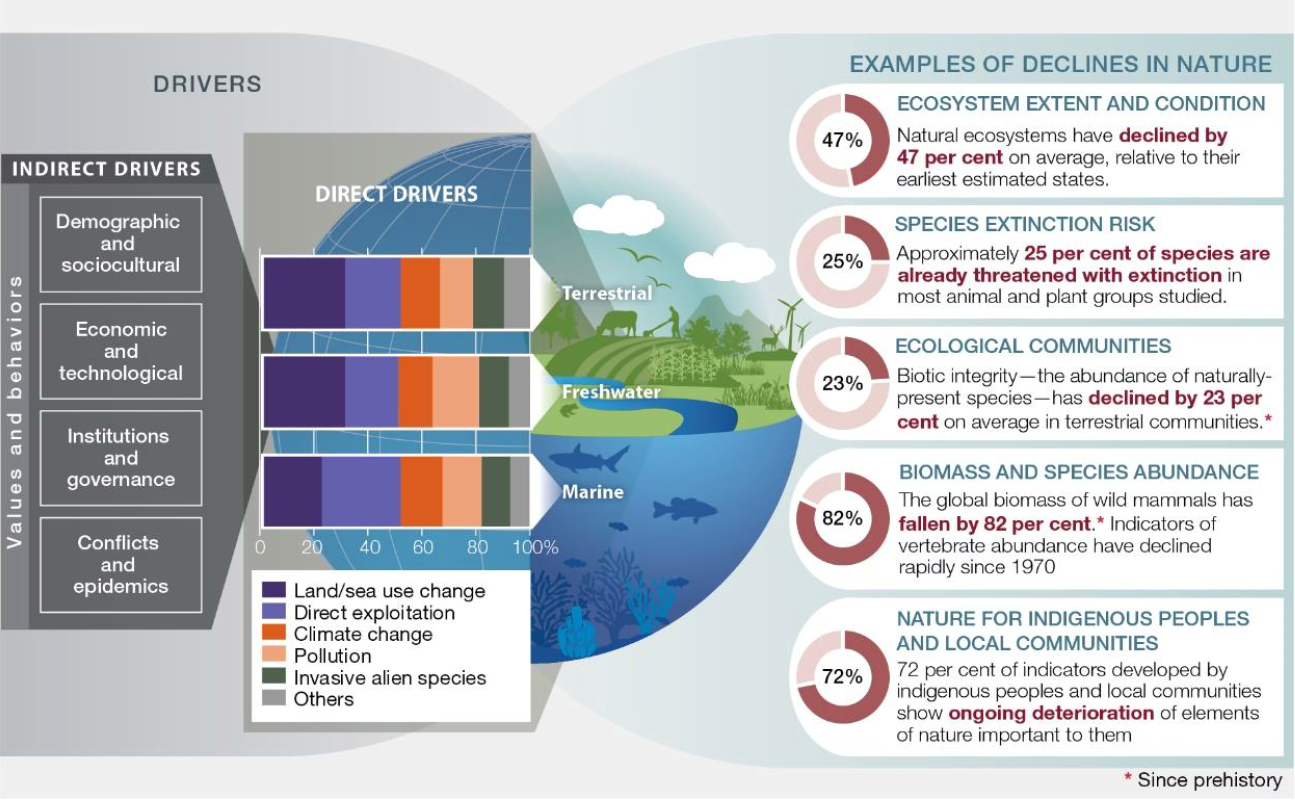 DRIVERS
INDIRECT DRIVERS
Values and behaviors
Demographic
and
sociocultural
Economic
and
technological
Institutions
and
governance
Conflicts
and
epidemics
DIRECT DRIVERS
Terrestrial
Freshwater
Marine
0 20 40 60 80 100%
Land/sea use change
Direct exploitation
Climate change
Pollution
Invasive alien species
Others
EXAMPLES OF DECLINES IN NATURE
47%
ECOSYSTEM EXTENT AND CONDITION
Natural ecosystems have declined by
47 per cent on average, relative to their
earliest estimated states.
25%
SPECIES EXTINCTION RISK
Approximately 25 per cent of species are
already threatened with extinction in
most animal and plant groups studied.
23%
ECOLOGICAL COMMUNITIES
Biotic integrity—the abundance of naturally-
present species—has declined by 23 per
cent on average in terrestrial communities.*
82%
BIOMASS AND SPECIES ABUNDANCE
The global biomass of wild mammals has
fallen by 82 per cent.* Indicators of
vertebrate abundance have declined
rapidly since 1970
72%
NATURE FOR INDIGENOUS PEOPLES
AND LOCAL COMMUNITIES
72 per cent of indicators developed by
indigenous peoples and local communities
show ongoing deterioration of elements
of nature important to them
* Since prehistory